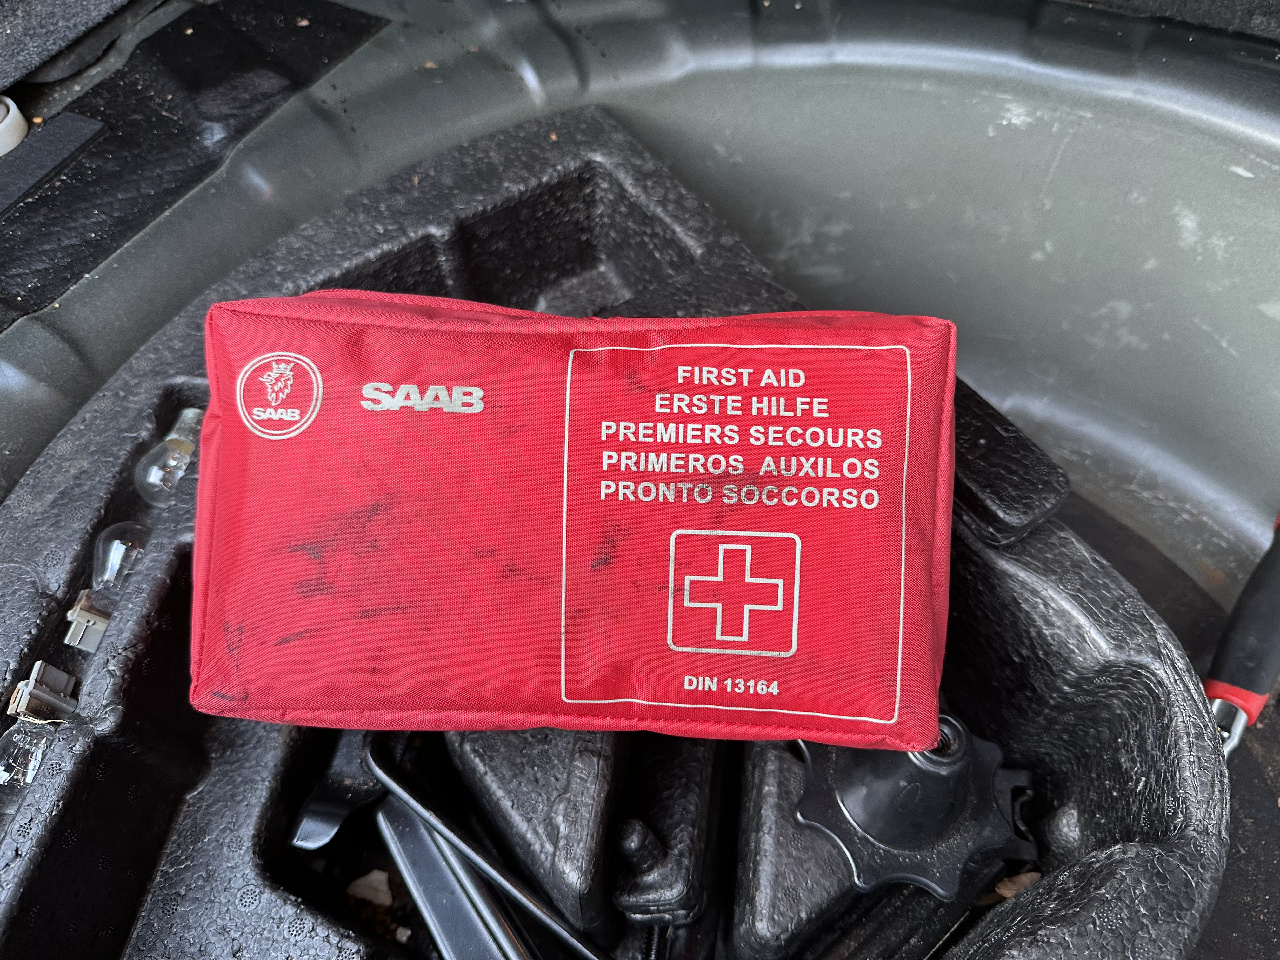 SAAB
SAAB
FIRST AID
ERSTE HILFE
PREMIERS SECOURS
PRIMEROS AUXILOS
PRONTO SOCCORSO
DIN 13164